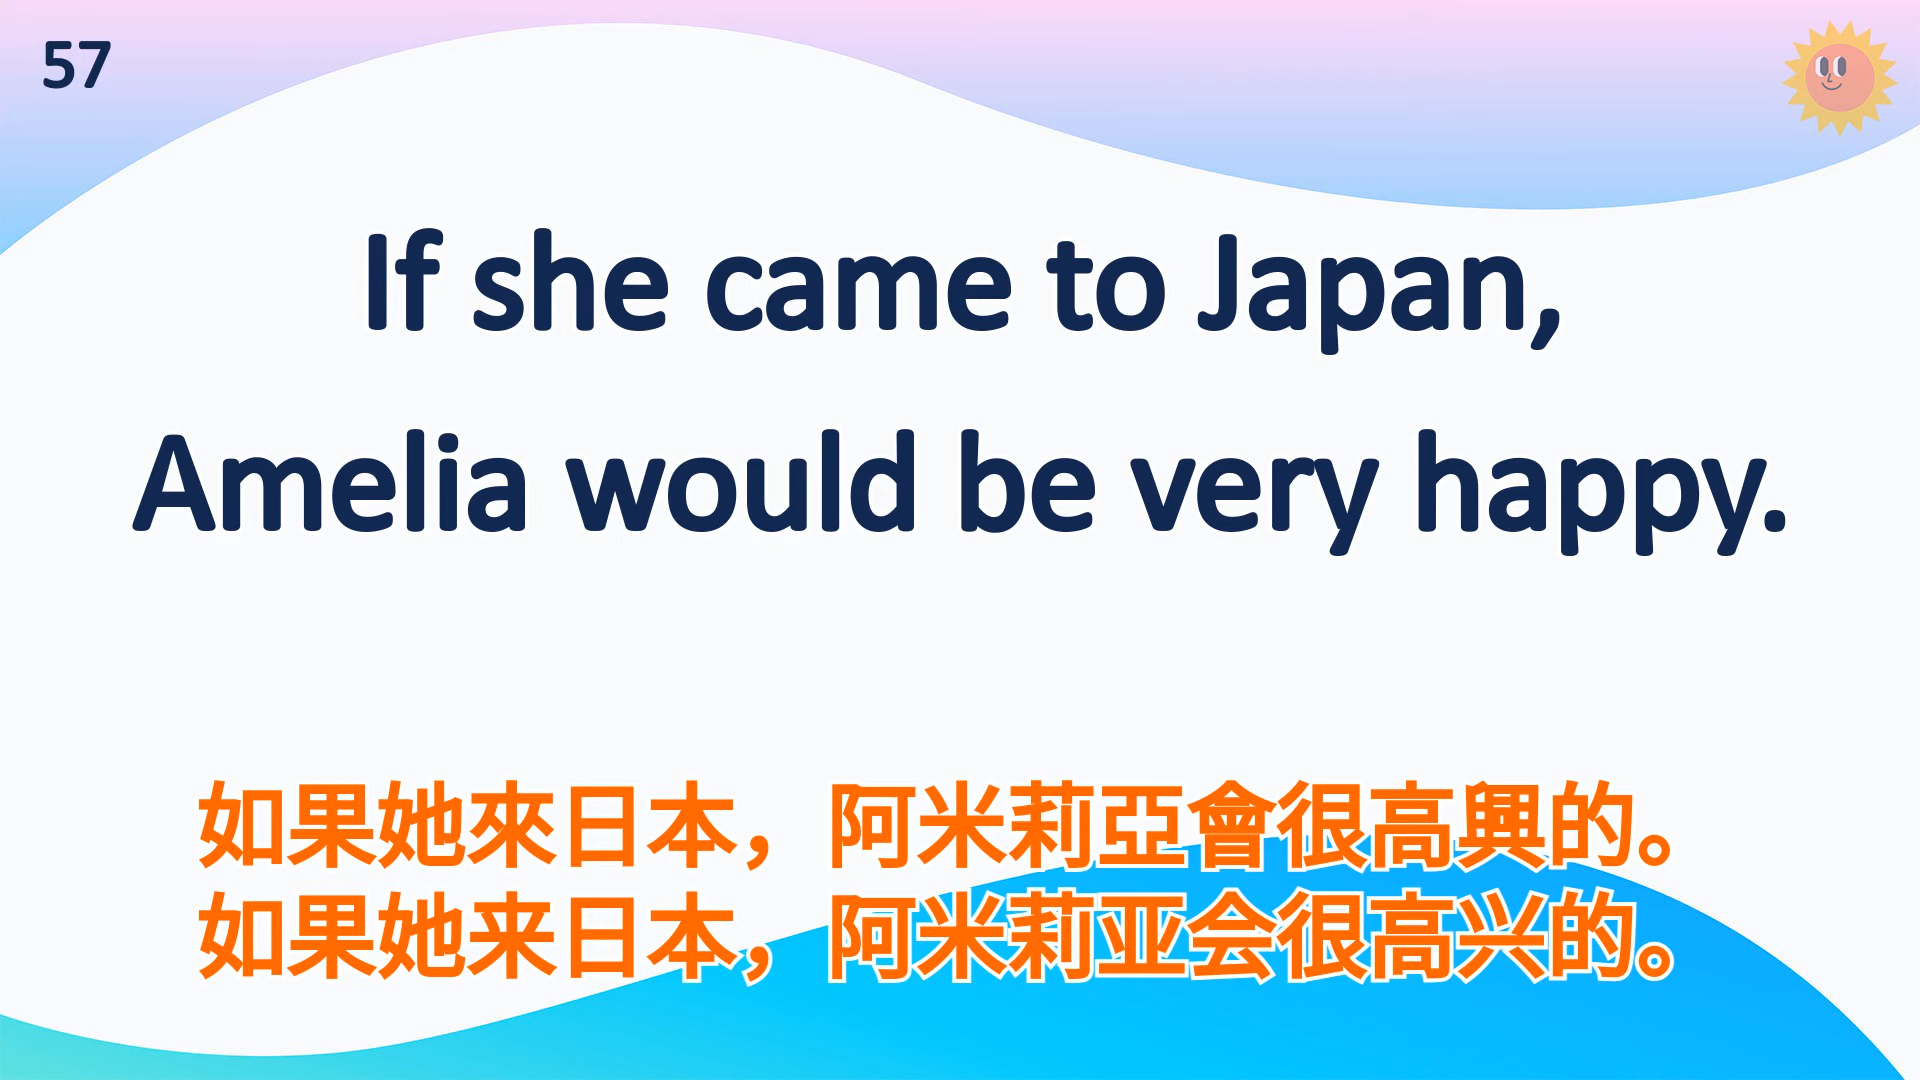 57
If she came to Japan,
Amelia would be very happy.
如果她來日本，阿米莉亞會很高興的。
如果她来日本，阿米莉亚会很高兴的。